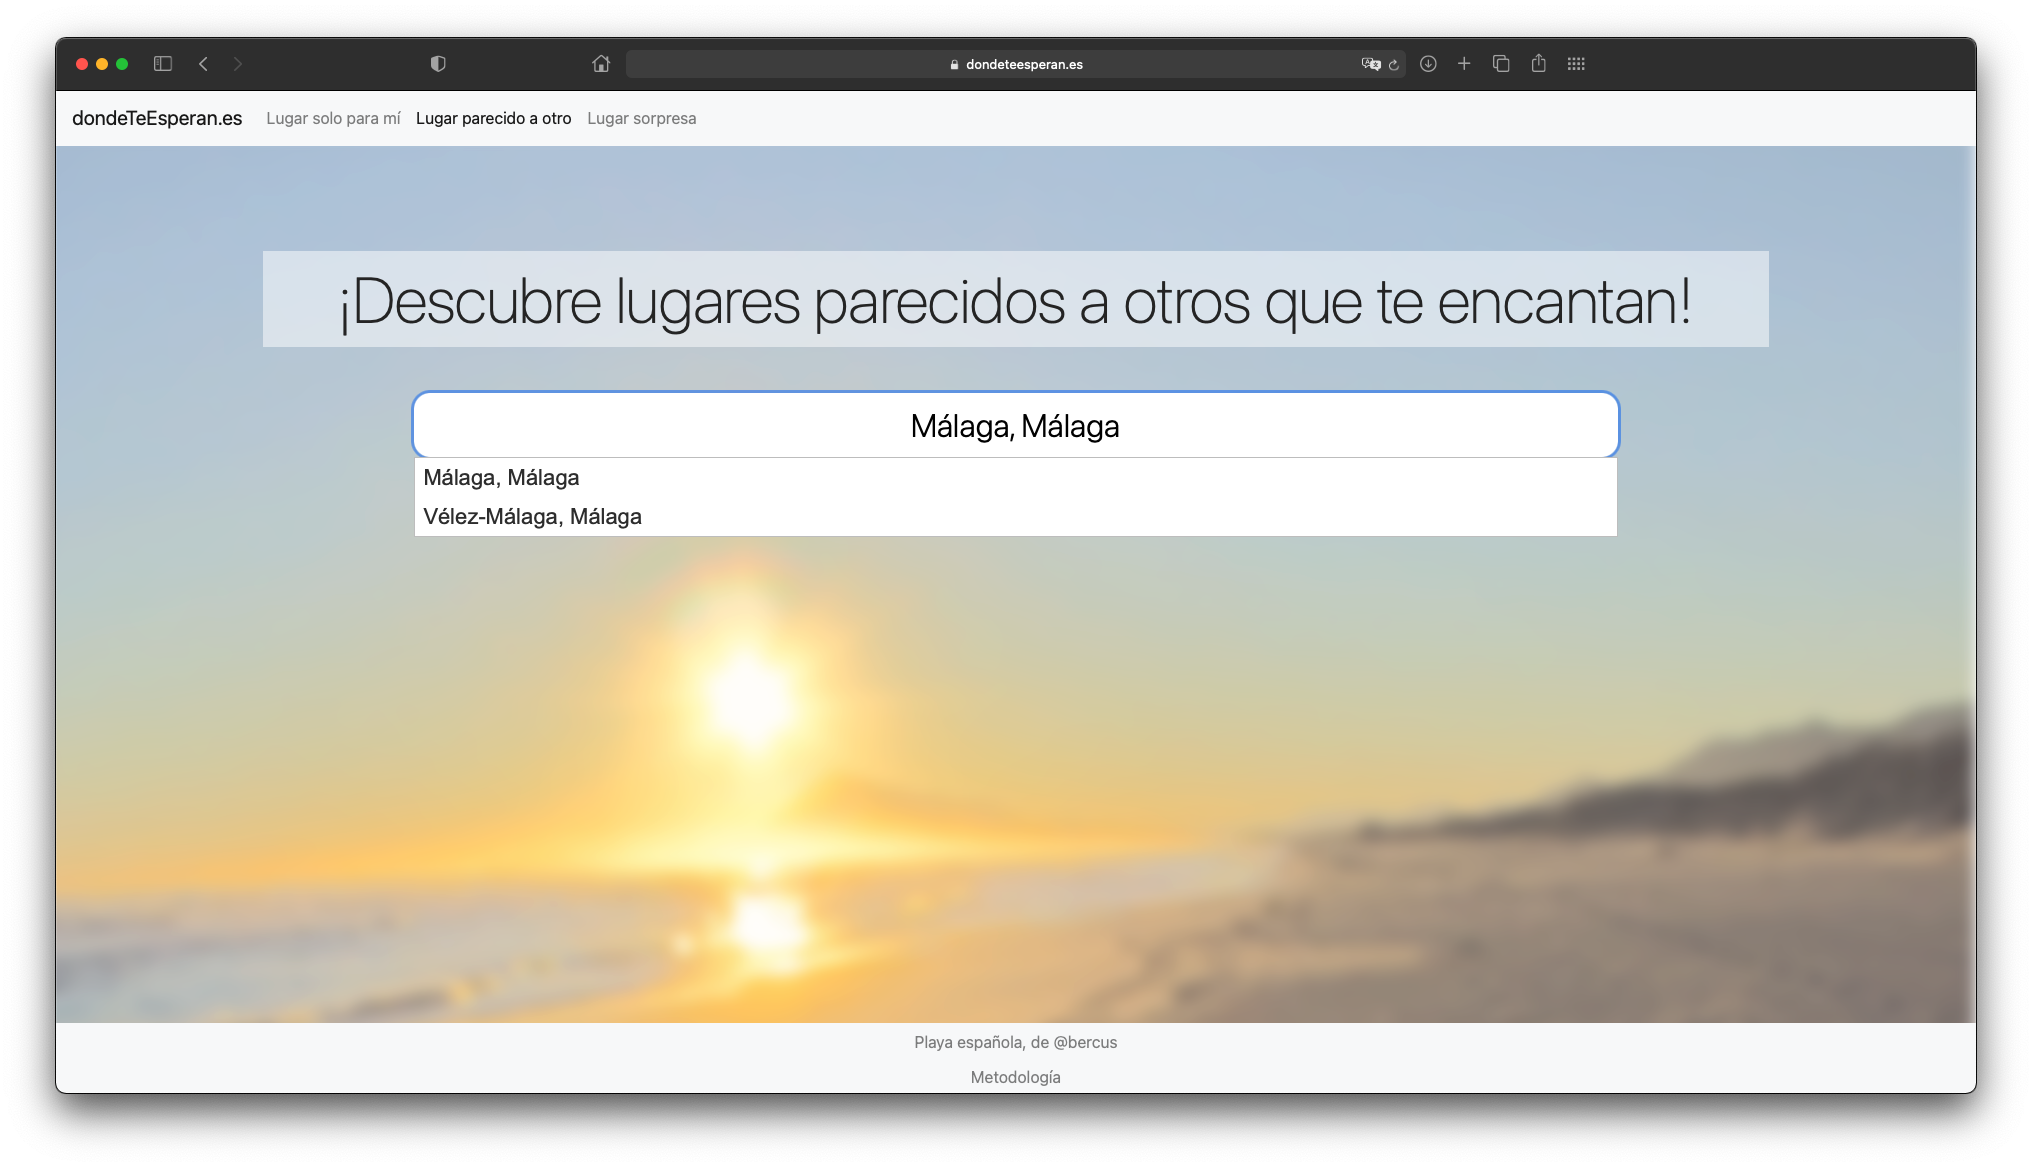 dondeteesperan.es
dondeTeEsperan.es Lugar solo para mí Lugar parecido a otro Lugar sorpresa
¡Descubre lugares parecidos a otros que te encantan!
Málaga, Málaga
Málaga, Málaga
Vélez-Málaga, Málaga
Playa española, de @bercus
Metodología